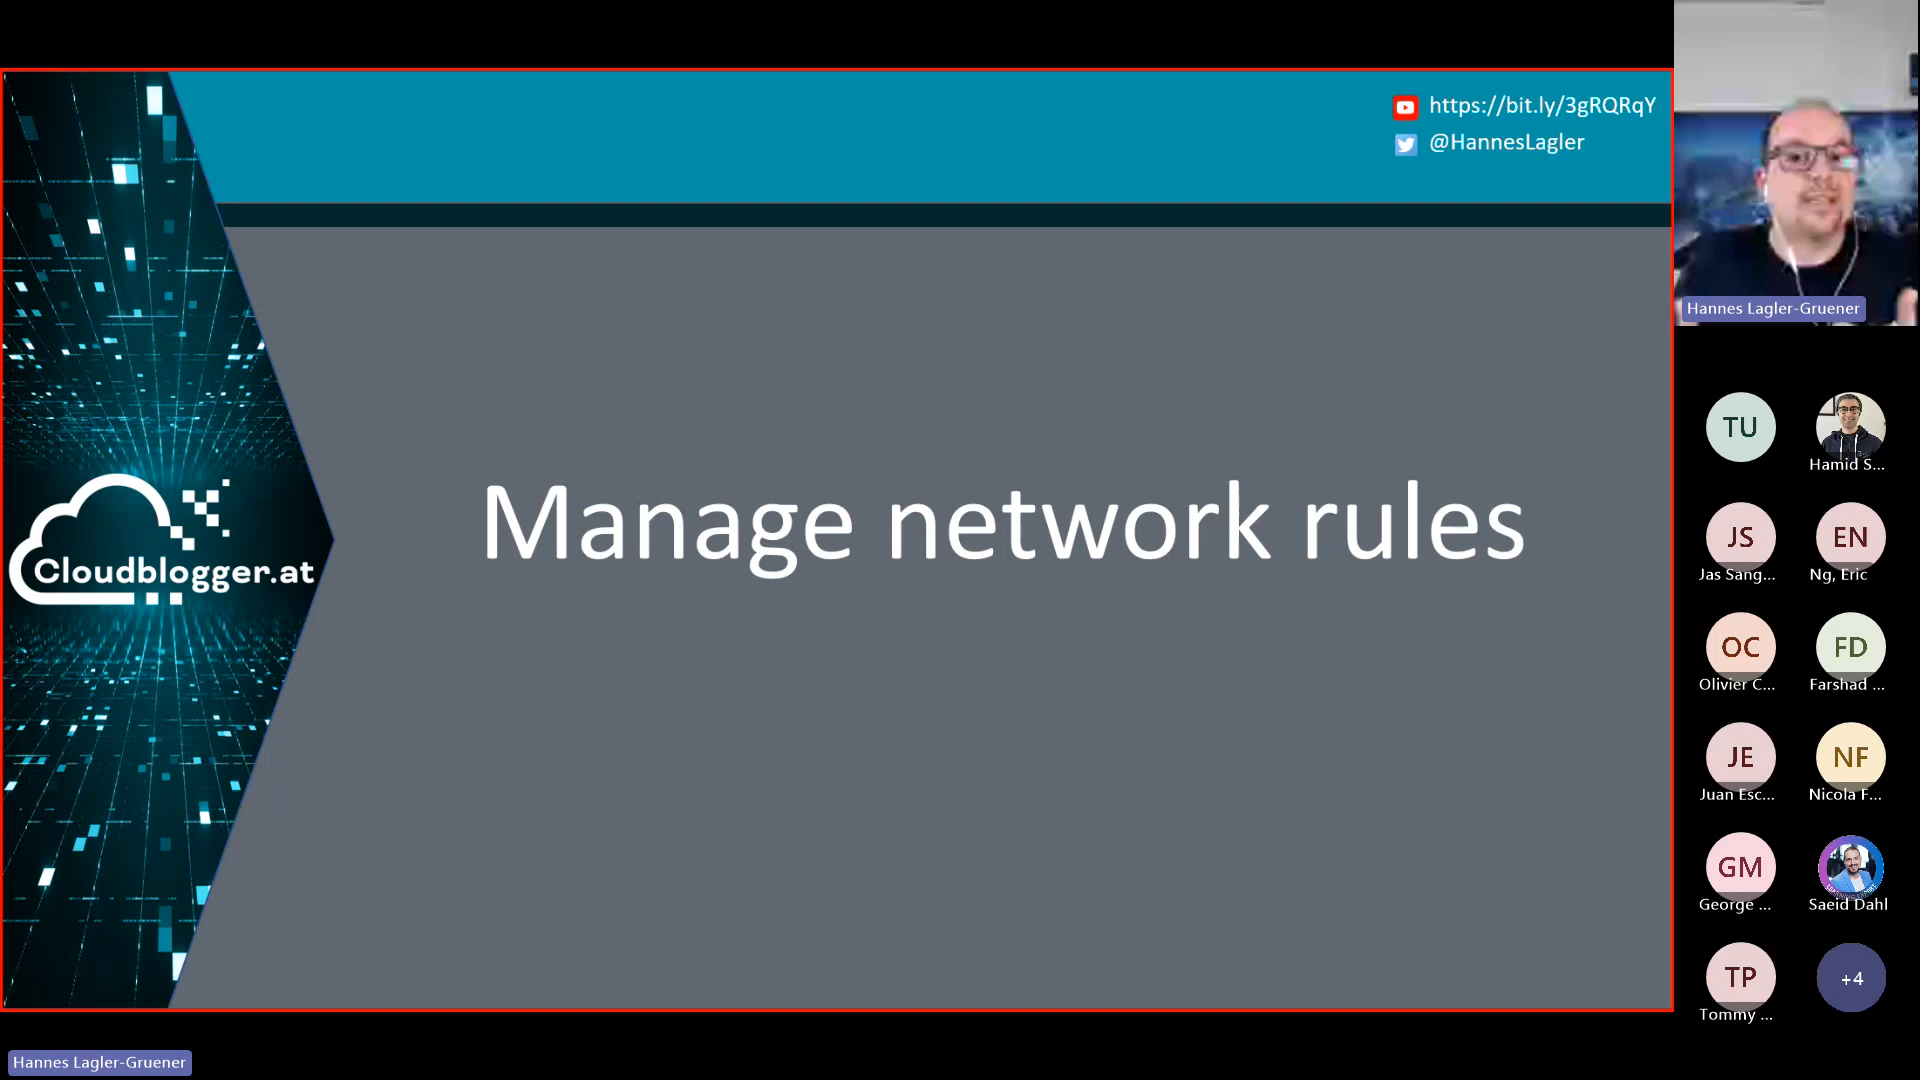 https://bit.ly/3gRQRqY
@HannesLagler
Cloudblogger.at
Manage network rules
Hannes Lagler-Gruener
TU
Hamid S...
JS
EN
Jas Sang...
Ng, Eric
OC
FD
Olivier C...
Farshad ...
JE
NF
Juan Esc...
Nicola F...
GM
George ...
Saeid Dahl
TP
+4
Tommy ...
Hannes Lagler-Gruener